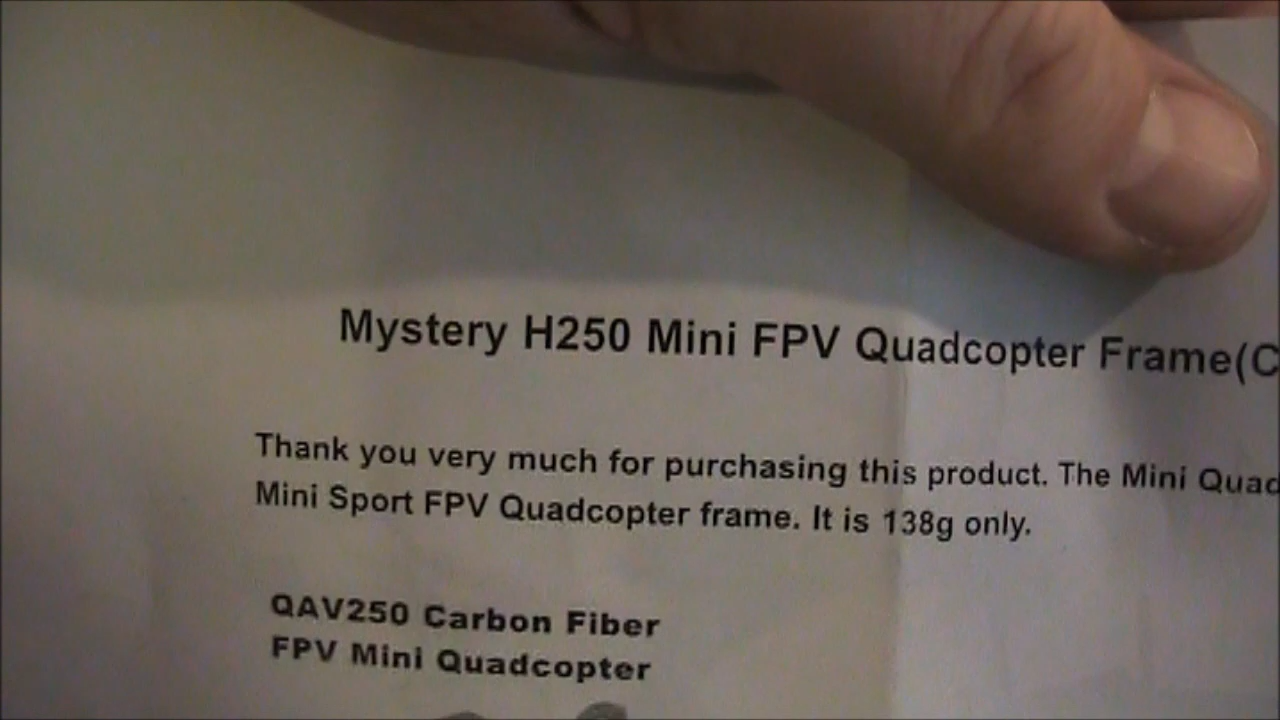 Mystery H250 Mini FPV Quadcopter Frame(C
Thank you very much for purchasing this product. The Mini Quad
Mini Sport FPV Quadcopter frame. It is 138g only.
QAV250 Carbon Fiber
FPV Mini Quadcopter